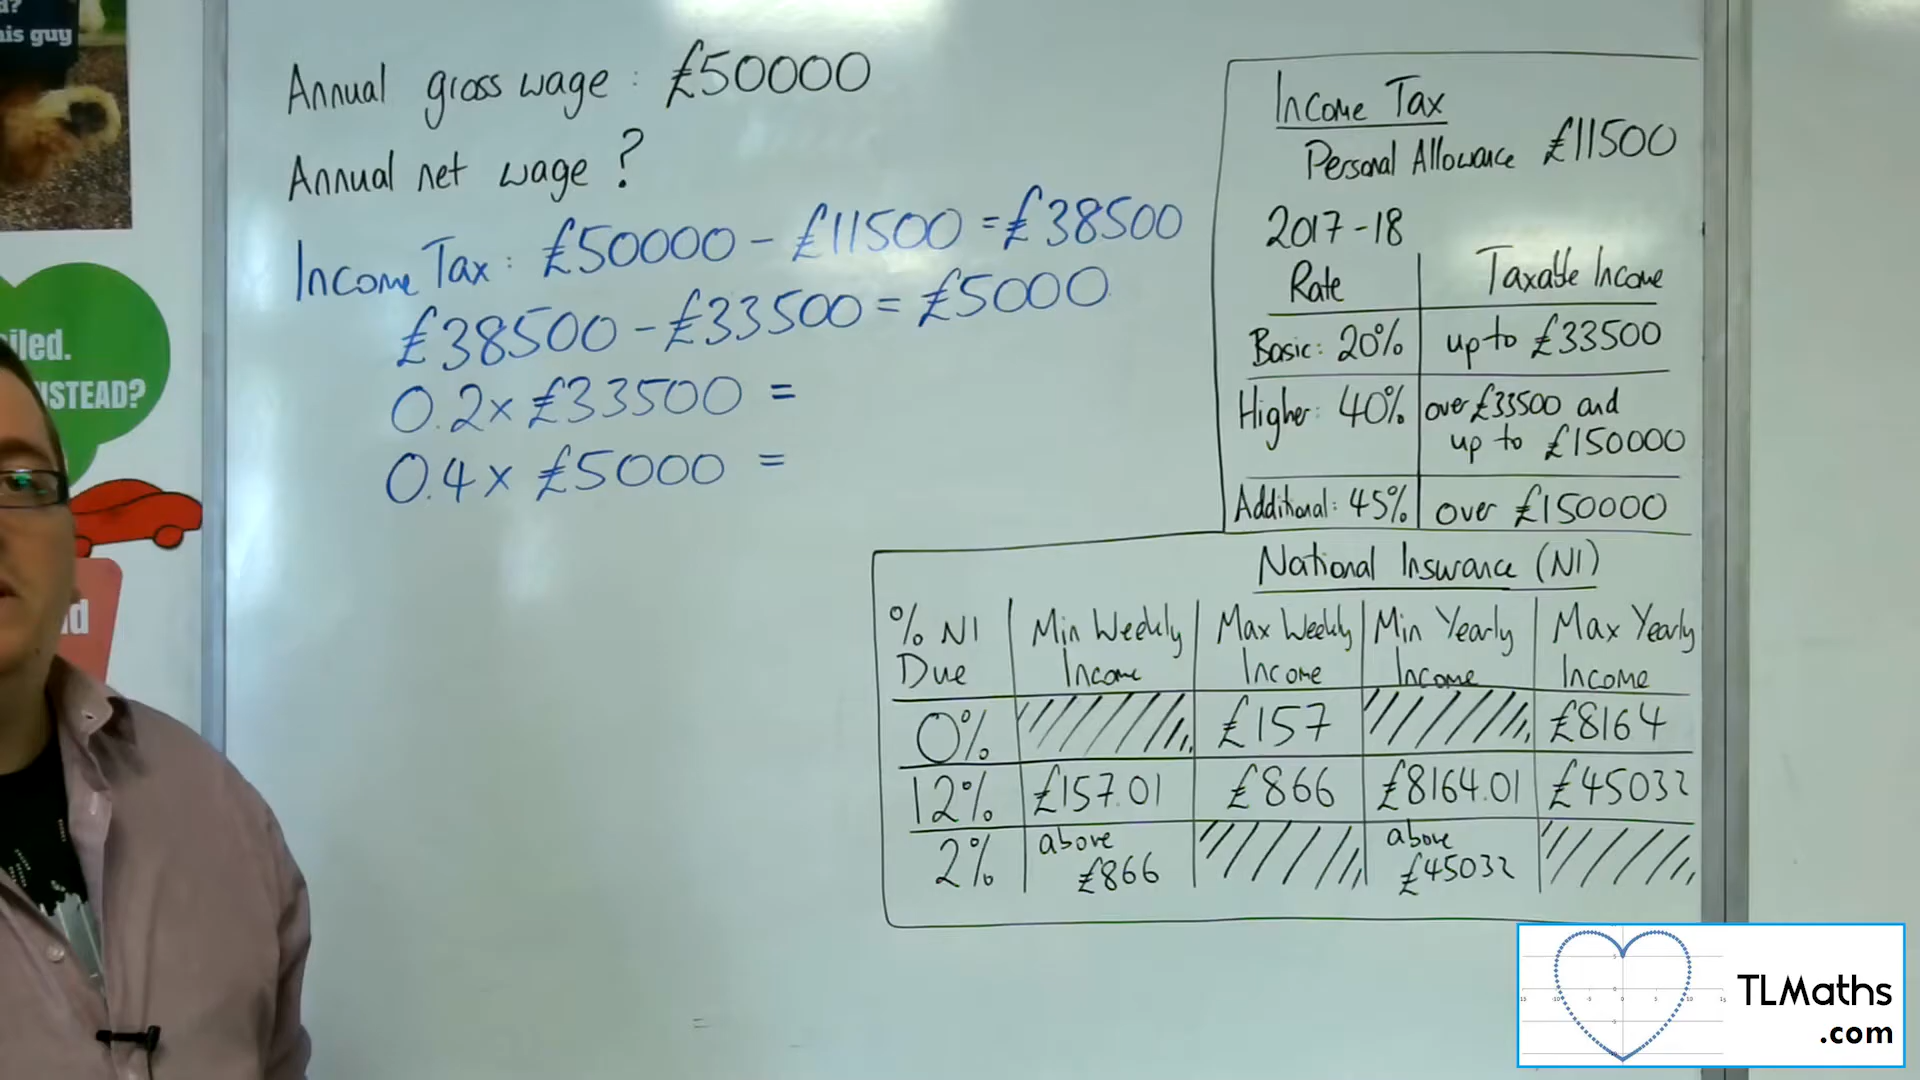 d?
his guy
iled.
INSTEAD?
Annual gross wage : £50000
Annual net wage ?
Income Tax: £50000 - £11500 = £38500
£38500 - £33500 = £5000
0.2 x £33500 =
0.4 x £5000 =
Income Tax
Personal Allowance £11500
2017-18
Rate Taxable Income
Basic: 20% up to £33500
Higher: 40% over £33500 and
up to £150000
Additional: 45% over £150000
National Insurance (NI)
% NI Min Weekly Max Weekly Min Yearly Max Yearly
Due Income Income Income Income
0% £157 £8164
12% £157.01 £866 £8164.01 £45032
2% above £866 above £45032
TLMaths
.com